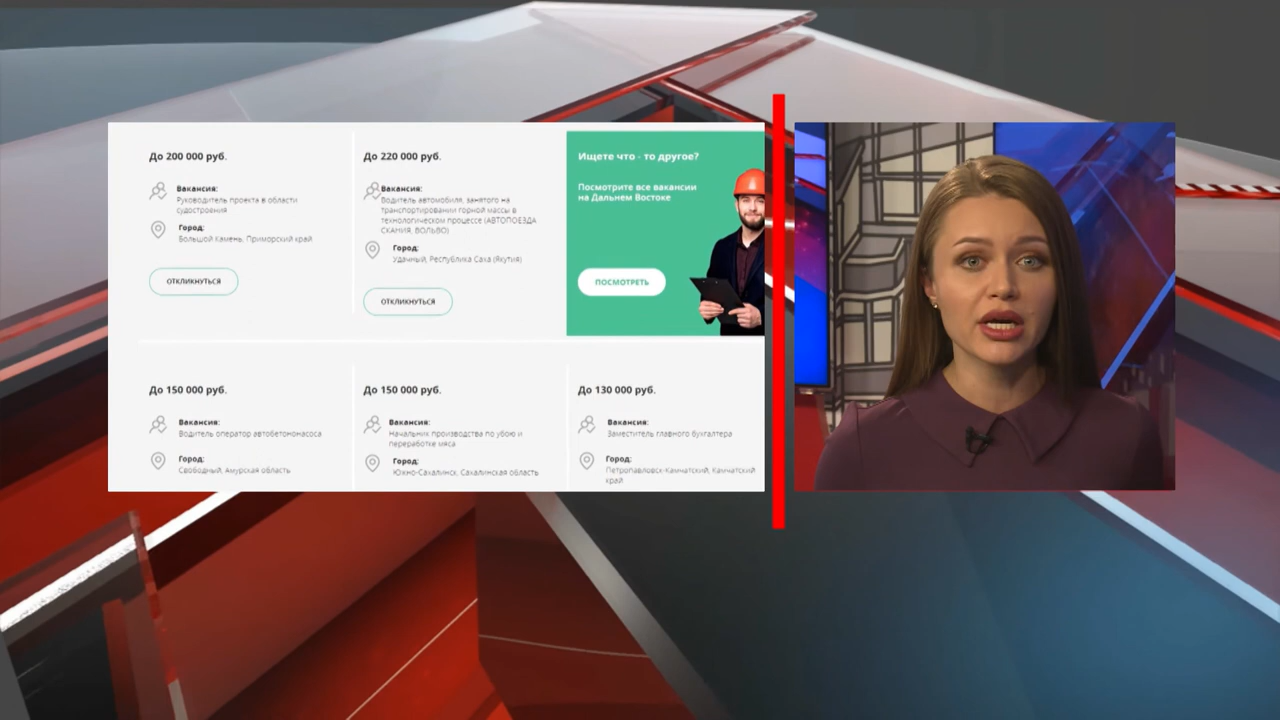 До 200 000 руб.
Вакансия:
Руководитель проекта в области
судостроения
Город:
Большой Камень, Приморский край
ОТКЛИКНУТЬСЯ
До 220 000 руб.
Вакансия:
Водитель автомобиля, занятого на
транспортировании горной массы в
технологическом процессе (АВТОПОЕЗДА
СКАНИЯ, ВОЛЬВО)
Город:
Удачный, Республика Саха (Якутия)
ОТКЛИКНУТЬСЯ
Ищете что - то другое?
Посмотрите все вакансии
на Дальнем Востоке
ПОСМОТРЕТЬ
До 150 000 руб.
Вакансия:
Водитель оператор автобетононасоса
Город:
Свободный, Амурская область
До 150 000 руб.
Вакансия:
Начальник производства по убою и
переработке мяса
Город:
Южно-Сахалинск, Сахалинская область
До 130 000 руб.
Вакансия:
Заместитель главного бухгалтера
Город:
Петропавловск-Камчатский, Камчатский
край